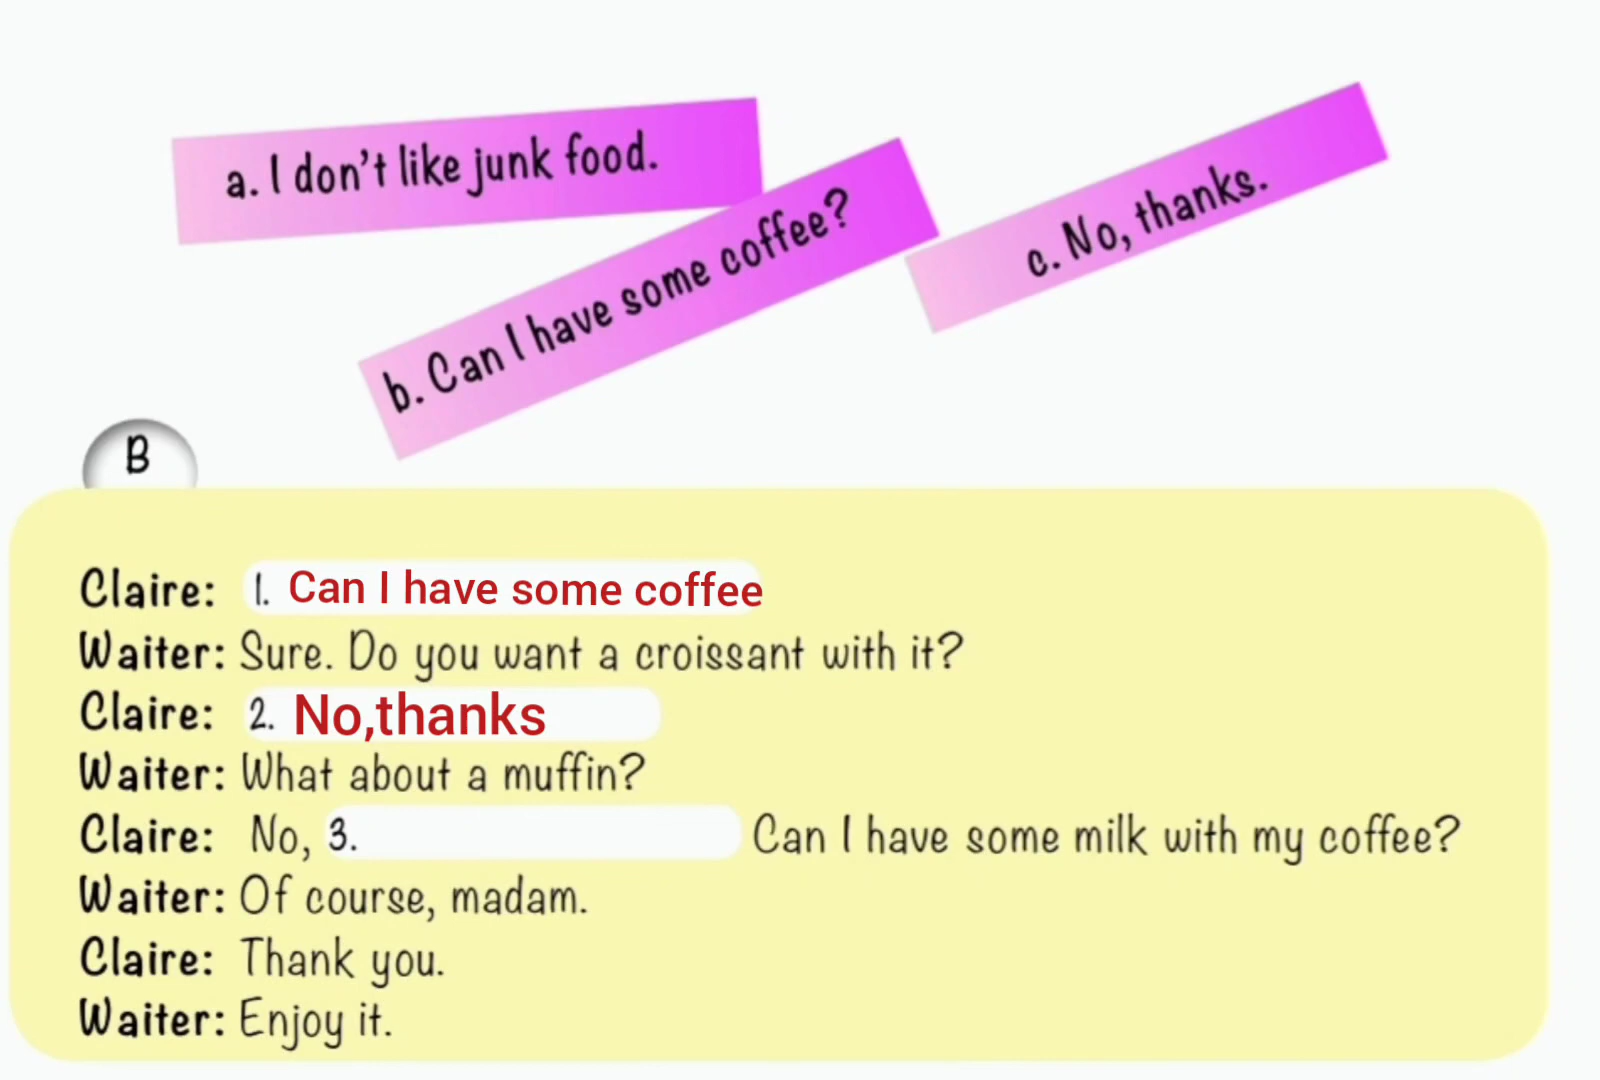 a. I don't like junk food.
b. Can I have some coffee?
c. No, thanks.
B
Claire: 1. Can I have some coffee
Waiter: Sure. Do you want a croissant with it?
Claire: 2. No,thanks
Waiter: What about a muffin?
Claire: No, 3. Can I have some milk with my coffee?
Waiter: Of course, madam.
Claire: Thank you.
Waiter: Enjoy it.